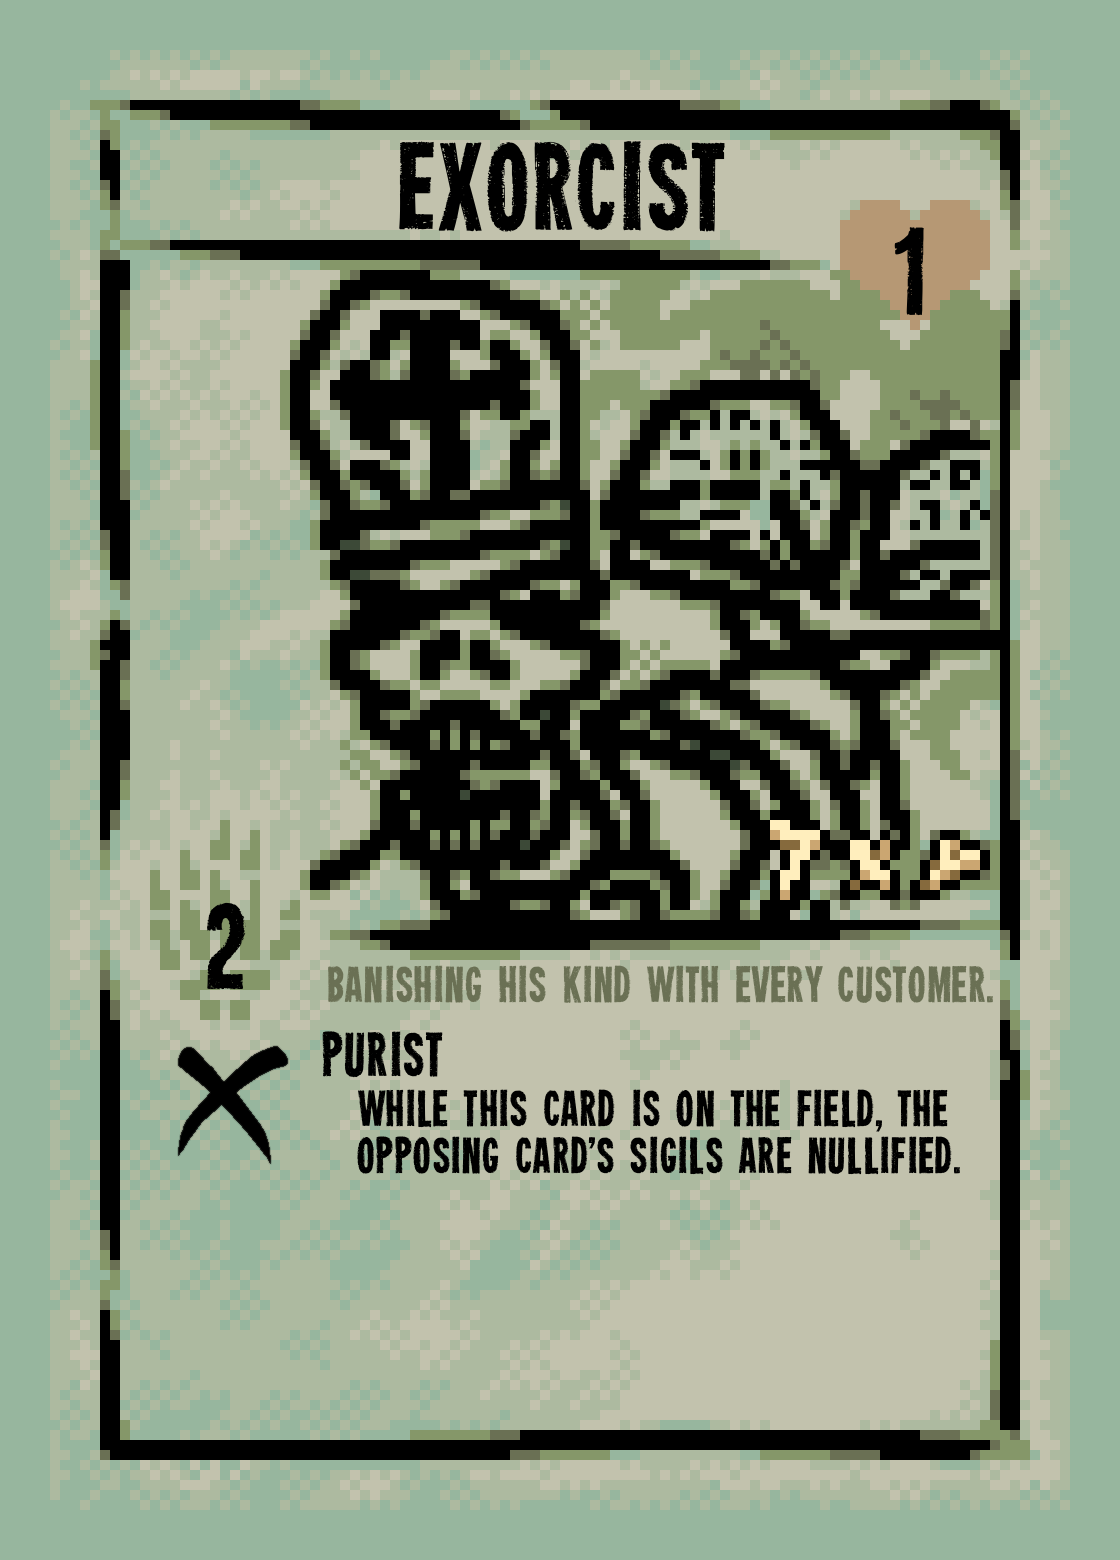 EXORCIST
1
2
BANISHING HIS KIND WITH EVERY CUSTOMER.
PURIST
WHILE THIS CARD IS ON THE FIELD, THE
OPPOSING CARD'S SIGILS ARE NULLIFIED.